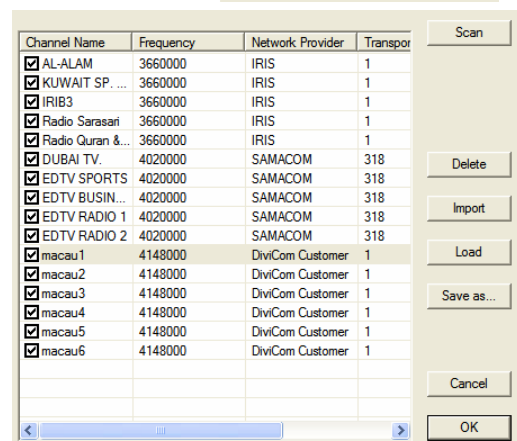 Scan
Channel Name Frequency Network Provider Transpor
AL-ALAM 3660000 IRIS 1
KUWAIT SP. ... 3660000 IRIS 1
IRIB3 3660000 IRIS 1
Radio Sarasari 3660000 IRIS 1
Radio Quran &... 3660000 IRIS 1
DUBAI TV. 4020000 SAMACOM 318
Delete
EDTV SPORTS 4020000 SAMACOM 318
EDTV BUSIN... 4020000 SAMACOM 318
Import
EDTV RADIO 1 4020000 SAMACOM 318
EDTV RADIO 2 4020000 SAMACOM 318
macau1 4148000 DiviCom Customer 1
Load
macau2 4148000 DiviCom Customer 1
macau3 4148000 DiviCom Customer 1
Save as...
macau4 4148000 DiviCom Customer 1
macau5 4148000 DiviCom Customer 1
macau6 4148000 DiviCom Customer 1
Cancel
OK